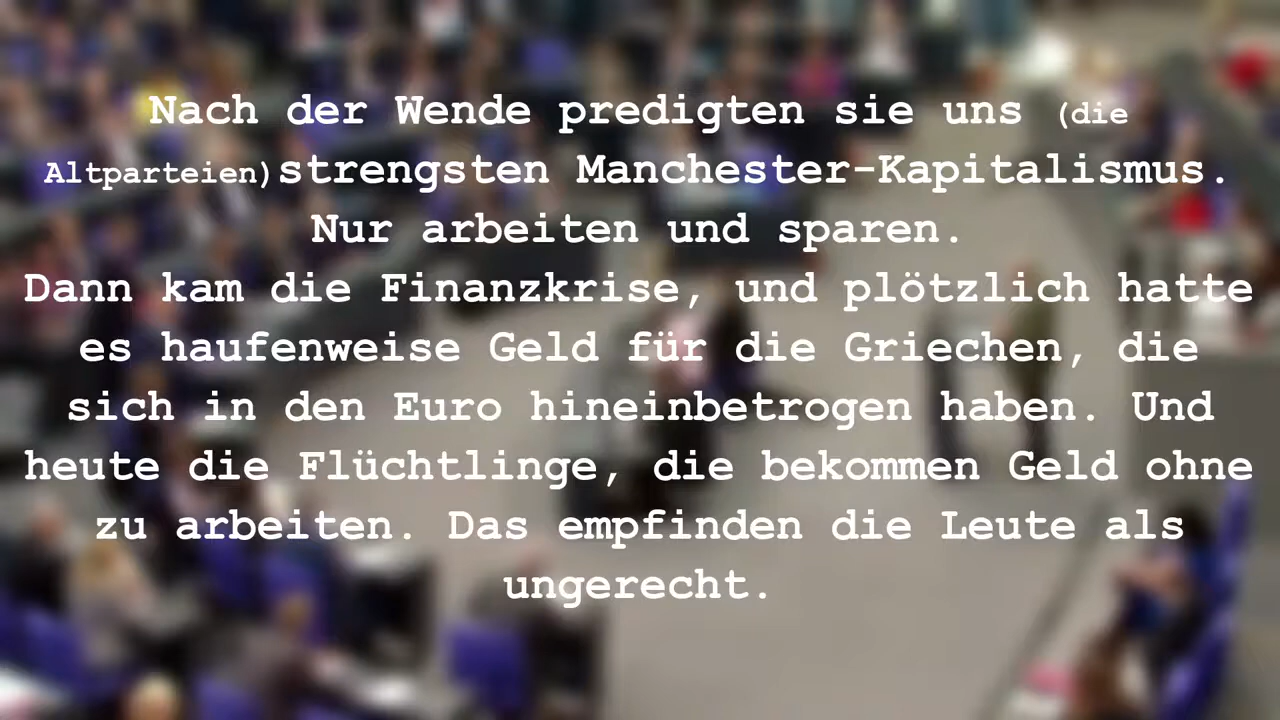 Nach der Wende predigten sie uns (die
Altparteien)strengsten Manchester-Kapitalismus.
Nur arbeiten und sparen.
Dann kam die Finanzkrise, und plötzlich hatte
es haufenweise Geld für die Griechen, die
sich in den Euro hineinbetrogen haben. Und
heute die Flüchtlinge, die bekommen Geld ohne
zu arbeiten. Das empfinden die Leute als
ungerecht.